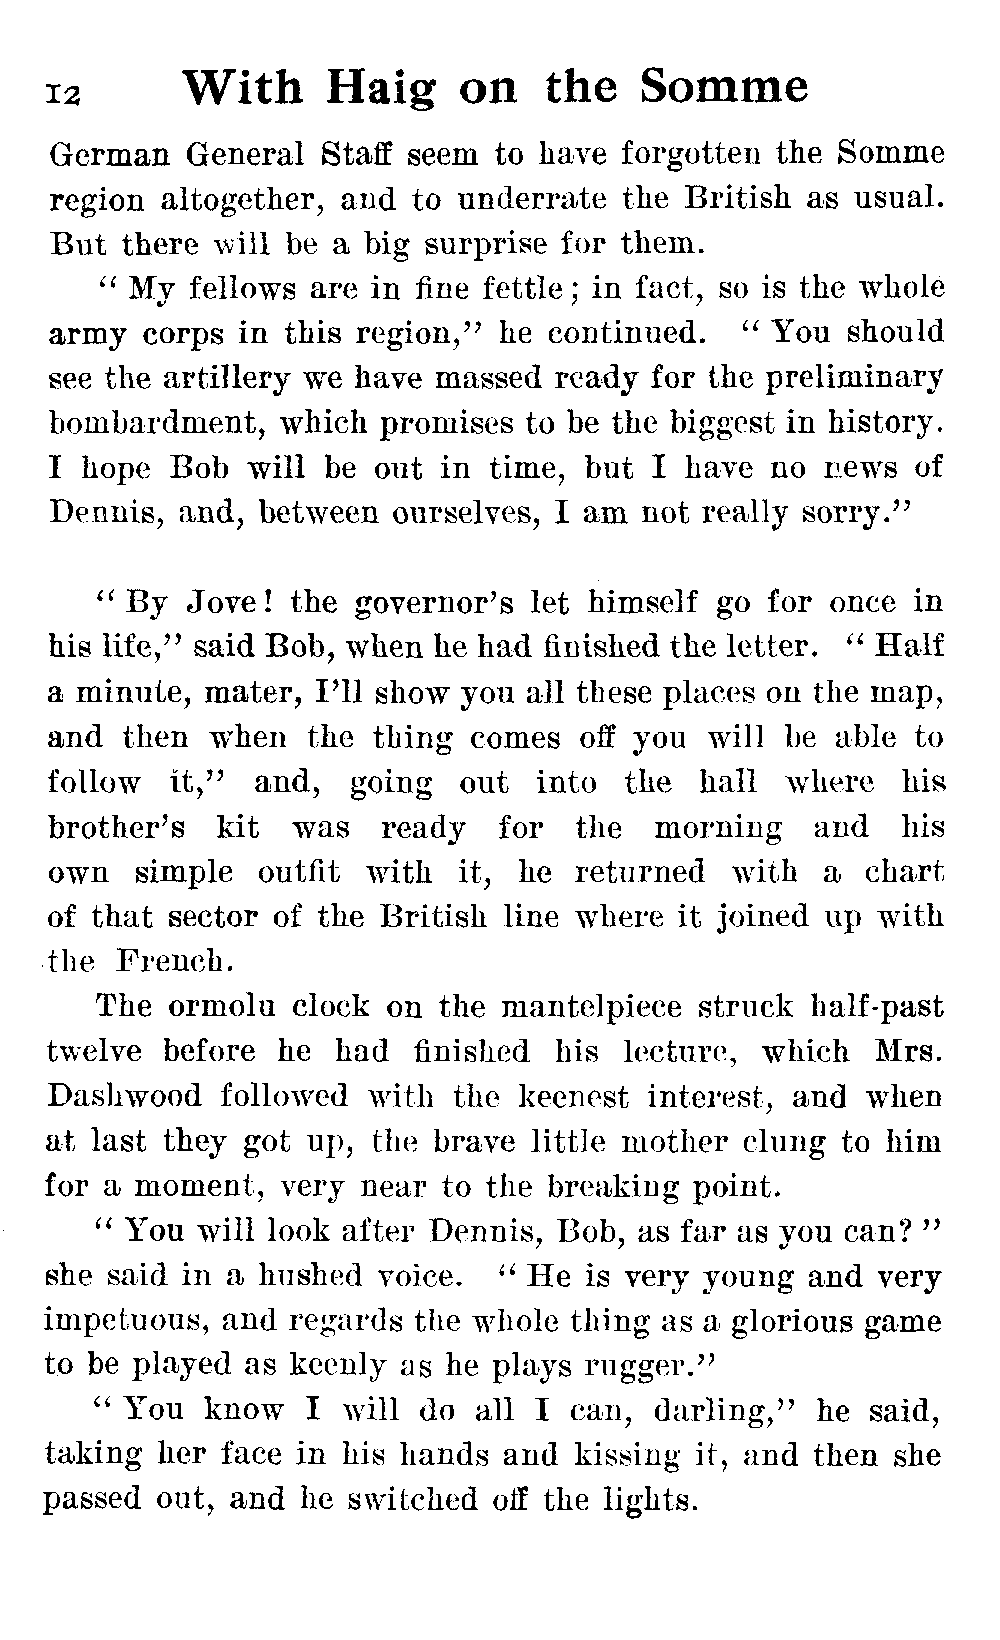 12 With Haig on the Somme
German General Staff seem to have forgotten the Somme
region altogether, and to underrate the British as usual.
But there will be a big surprise for them.
“ My fellows are in fine fettle ; in fact, so is the whole
army corps in this region,” he continued. “ You should
see the artillery we have massed ready for the preliminary
bombardment, which promises to be the biggest in history.
I hope Bob will be out in time, but I have no news of
Dennis, and, between ourselves, I am not really sorry.”
“ By Jove! the governor’s let himself go for once in
his life,” said Bob, when he had finished the letter. “ Half
a minute, mater, I’ll show you all these places on the map,
and then when the thing comes off you will be able to
follow it,” and, going out into the hall where his
brother’s kit was ready for the morning and his
own simple outfit with it, he returned with a chart
of that sector of the British line where it joined up with
the French.
The ormolu clock on the mantelpiece struck half-past
twelve before he had finished his lecture, which Mrs.
Dashwood followed with the keenest interest, and when
at last they got up, the brave little mother clung to him
for a moment, very near to the breaking point.
“ You will look after Dennis, Bob, as far as you can? ”
she said in a hushed voice. “ He is very young and very
impetuous, and regards the whole thing as a glorious game
to be played as keenly as he plays rugger.”
“ You know I will do all I can, darling,” he said,
taking her face in his hands and kissing it, and then she
passed out, and he switched off the lights.